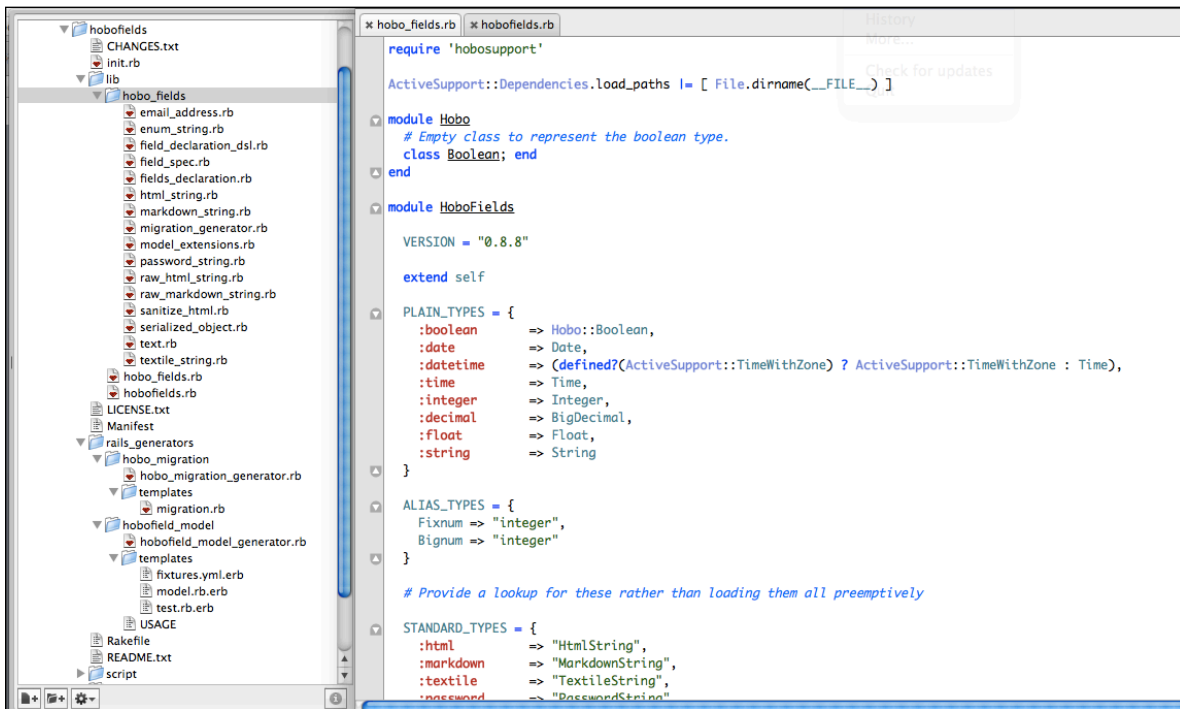 hobofields
CHANGES.txt
init.rb
lib
hobo_fields
email_address.rb
enum_string.rb
field_declaration_dsl.rb
field_spec.rb
fields_declaration.rb
html_string.rb
markdown_string.rb
migration_generator.rb
model_extensions.rb
password_string.rb
raw_html_string.rb
raw_markdown_string.rb
sanitize_html.rb
serialized_object.rb
text.rb
textile_string.rb
hobo_fields.rb
hobofields.rb
LICENSE.txt
Manifest
rails_generators
hobo_migration
hobo_migration_generator.rb
templates
migration.rb
hobofield_model
hobofield_model_generator.rb
templates
fixtures.yml.erb
model.rb.erb
test.rb.erb
USAGE
Rakefile
README.txt
script
hobo_fields.rb hobofields.rb
History
More...
Check for updates
require 'hobosupport'
ActiveSupport::Dependencies.load_paths |= [ File.dirname(__FILE__) ]
module Hobo
# Empty class to represent the boolean type.
class Boolean; end
end
module HoboFields
VERSION = "0.8.8"
extend self
PLAIN_TYPES = {
:boolean => Hobo::Boolean,
:date => Date,
:datetime => (defined?(ActiveSupport::TimeWithZone) ? ActiveSupport::TimeWithZone : Time),
:time => Time,
:integer => Integer,
:decimal => BigDecimal,
:float => Float,
:string => String
}
ALIAS_TYPES = {
Fixnum => "integer",
Bignum => "integer"
}
# Provide a lookup for these rather than loading them all preemptively
STANDARD_TYPES = {
:html => "HtmlString",
:markdown => "MarkdownString",
:textile => "TextileString",
:password => "PasswordString"